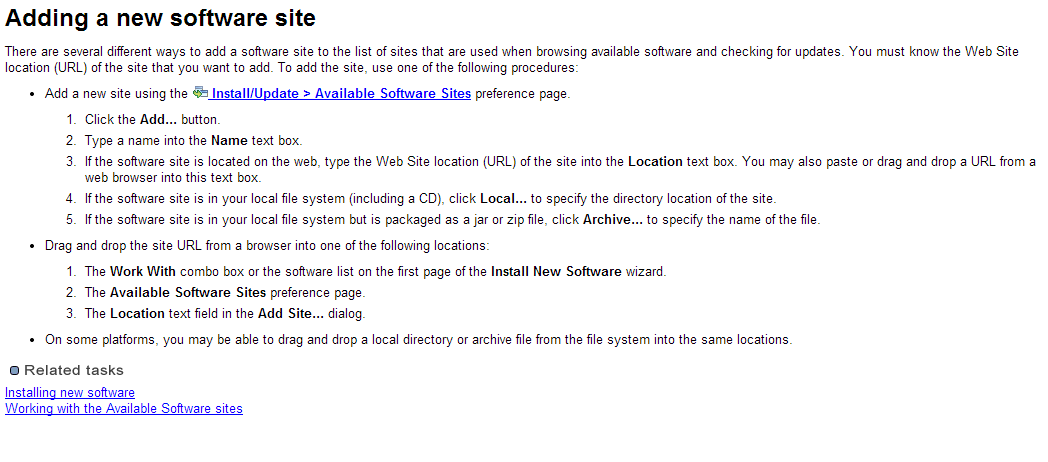 Adding a new software site
There are several different ways to add a software site to the list of sites that are used when browsing available software and checking for updates. You must know the Web Site
location (URL) of the site that you want to add. To add the site, use one of the following procedures:
• Add a new site using the Install/Update > Available Software Sites preference page.
1. Click the Add... button.
2. Type a name into the Name text box.
3. If the software site is located on the web, type the Web Site location (URL) of the site into the Location text box. You may also paste or drag and drop a URL from a
web browser into this text box.
4. If the software site is in your local file system (including a CD), click Local... to specify the directory location of the site.
5. If the software site is in your local file system but is packaged as a jar or zip file, click Archive... to specify the name of the file.
• Drag and drop the site URL from a browser into one of the following locations:
1. The Work With combo box or the software list on the first page of the Install New Software wizard.
2. The Available Software Sites preference page.
3. The Location text field in the Add Site... dialog.
• On some platforms, you may be able to drag and drop a local directory or archive file from the file system into the same locations.
Related tasks
Installing new software
Working with the Available Software sites